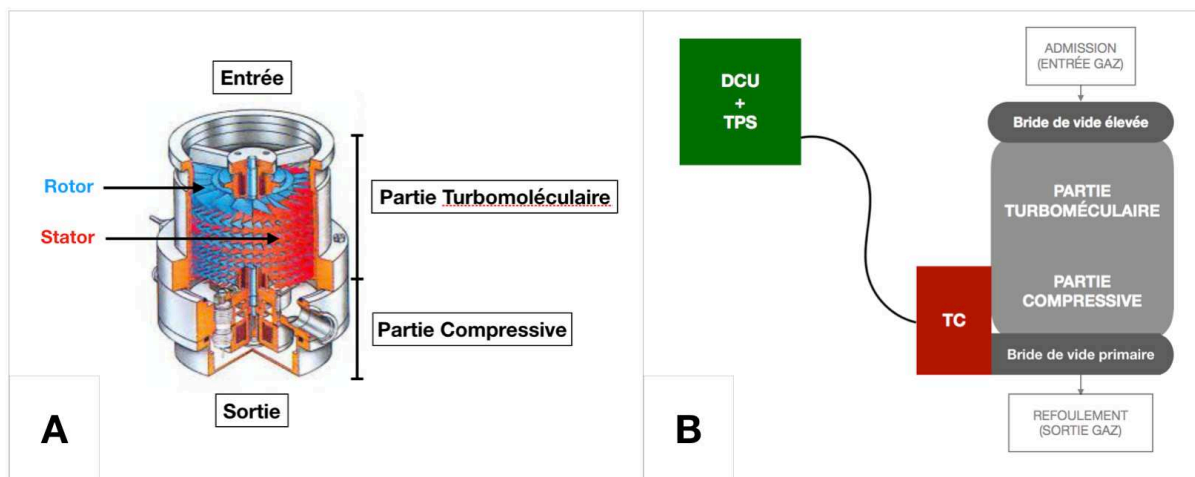 Entrée
Rotor
Stator
Partie Turbomoléculaire
Partie Compressive
Sortie
A
DCU
+
TPS
TC
ADMISSION
(ENTRÉE GAZ)
Bride de vide élevée
PARTIE
TURBOMÉCULAIRE
PARTIE
COMPRESSIVE
Bride de vide primaire
REFOULEMENT
(SORTIE GAZ)
B